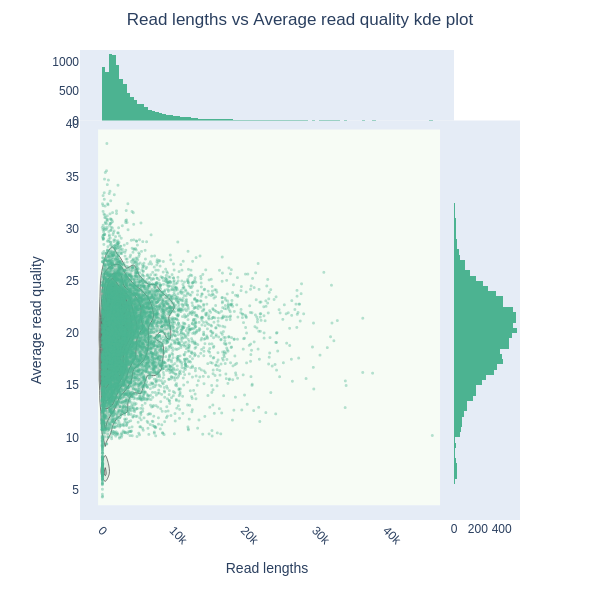 Read lengths vs Average read quality kde plot
1000
500
0
40
35
30
25
20
15
10
5
Average read quality
0
10k
20k
30k
40k
0 200 400
Read lengths